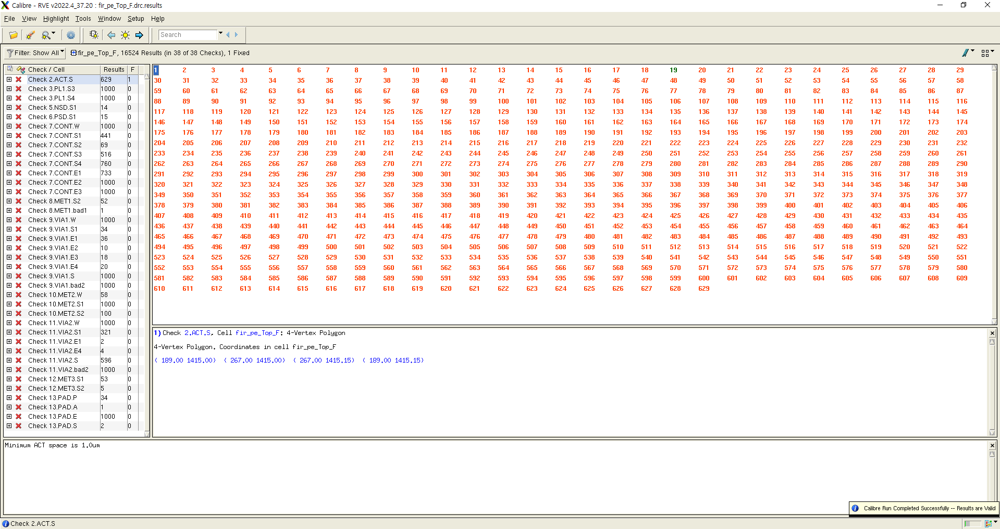 Calibre - RVE v2022.4_37.20 : fir_pe_Top_F.drc.results
File View Highlight Tools Window Setup Help
Search
Filter: Show All fir_pe_Top_F, 16524 Results (in 38 of 38 Checks), 1 Fixed
Check / Cell Results F
Check 2.ACT.S 629 1
Check 3.PL1.S3 1000 0
Check 3.PL1.S4 1000 0
Check 5.NSD.S1 14 0
Check 6.PSD.S1 15 0
Check 7.CONT.W 1000 0
Check 7.CONT.S1 441 0
Check 7.CONT.S2 69 0
Check 7.CONT.S3 516 0
Check 7.CONT.S4 760 0
Check 7.CONT.E1 733 0
Check 7.CONT.E2 1000 0
Check 7.CONT.E3 1000 0
Check 8.MET1.S2 52 0
Check 8.MET1.bad1 1 0
Check 9.VIA1.W 1000 0
Check 9.VIA1.S1 34 0
Check 9.VIA1.E1 36 0
Check 9.VIA1.E2 10 0
Check 9.VIA1.E3 18 0
Check 9.VIA1.E4 20 0
Check 9.VIA1.S 1000 0
Check 9.VIA1.bad2 1000 0
Check 10.MET2.W 58 0
Check 10.MET2.S1 1000 0
Check 10.MET2.S2 100 0
Check 11.VIA2.W 1000 0
Check 11.VIA2.S1 321 0
Check 11.VIA2.E1 2 0
Check 11.VIA2.E4 4 0
Check 11.VIA2.S 596 0
Check 11.VIA2.bad2 1000 0
Check 12.MET3.S1 53 0
Check 12.MET3.S2 5 0
Check 13.PAD.P 34 0
Check 13.PAD.A 1 0
Check 13.PAD.E 1000 0
Check 13.PAD.S 2 0
1 2 3 4 5 6 7 8 9 10 11 12 13 14 15 16 17 18 19 20 21 22 23 24 25 26 27 28 29
30 31 32 33 34 35 36 37 38 39 40 41 42 43 44 45 46 47 48 49 50 51 52 53 54 55 56 57 58
59 60 61 62 63 64 65 66 67 68 69 70 71 72 73 74 75 76 77 78 79 80 81 82 83 84 85 86 87
88 89 90 91 92 93 94 95 96 97 98 99 100 101 102 103 104 105 106 107 108 109 110 111 112 113 114 115 116
117 118 119 120 121 122 123 124 125 126 127 128 129 130 131 132 133 134 135 136 137 138 139 140 141 142 143 144 145
146 147 148 149 150 151 152 153 154 155 156 157 158 159 160 161 162 163 164 165 166 167 168 169 170 171 172 173 174
175 176 177 178 179 180 181 182 183 184 185 186 187 188 189 190 191 192 193 194 195 196 197 198 199 200 201 202 203
204 205 206 207 208 209 210 211 212 213 214 215 216 217 218 219 220 221 222 223 224 225 226 227 228 229 230 231 232
233 234 235 236 237 238 239 240 241 242 243 244 245 246 247 248 249 250 251 252 253 254 255 256 257 258 259 260 261
262 263 264 265 266 267 268 269 270 271 272 273 274 275 276 277 278 279 280 281 282 283 284 285 286 287 288 289 290
291 292 293 294 295 296 297 298 299 300 301 302 303 304 305 306 307 308 309 310 311 312 313 314 315 316 317 318 319
320 321 322 323 324 325 326 327 328 329 330 331 332 333 334 335 336 337 338 339 340 341 342 343 344 345 346 347 348
349 350 351 352 353 354 355 356 357 358 359 360 361 362 363 364 365 366 367 368 369 370 371 372 373 374 375 376 377
378 379 380 381 382 383 384 385 386 387 388 389 390 391 392 393 394 395 396 397 398 399 400 401 402 403 404 405 406
407 408 409 410 411 412 413 414 415 416 417 418 419 420 421 422 423 424 425 426 427 428 429 430 431 432 433 434 435
436 437 438 439 440 441 442 443 444 445 446 447 448 449 450 451 452 453 454 455 456 457 458 459 460 461 462 463 464
465 466 467 468 469 470 471 472 473 474 475 476 477 478 479 480 481 482 483 484 485 486 487 488 489 490 491 492 493
494 495 496 497 498 499 500 501 502 503 504 505 506 507 508 509 510 511 512 513 514 515 516 517 518 519 520 521 522
523 524 525 526 527 528 529 530 531 532 533 534 535 536 537 538 539 540 541 542 543 544 545 546 547 548 549 550 551
552 553 554 555 556 557 558 559 560 561 562 563 564 565 566 567 568 569 570 571 572 573 574 575 576 577 578 579 580
581 582 583 584 585 586 587 588 589 590 591 592 593 594 595 596 597 598 599 600 601 602 603 604 605 606 607 608 609
610 611 612 613 614 615 616 617 618 619 620 621 622 623 624 625 626 627 628 629
1) Check 2.ACT.S, Cell fir_pe_Top_F: 4-Vertex Polygon
4-Vertex Polygon. Coordinates in cell fir_pe_Top_F
( 189.00 1415.00) ( 267.00 1415.00) ( 267.00 1415.15) ( 189.00 1415.15)
Minimum ACT space is 1.0um
Calibre Run Completed Successfully -- Results are Valid
Check 2.ACT.S